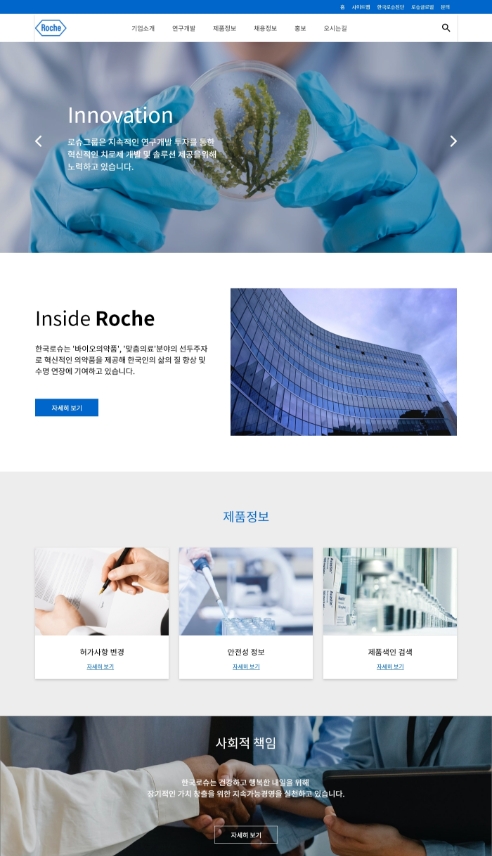 홈 사이트맵 한국로슈진단 로슈글로벌 문맥
Roche
기업소개 연구개발 제품정보 채용정보 홍보 오시는길
Innovation
로슈그룹은 지속적인 연구개발 투자를 통한
혁신적인 치료제 개발 및 솔루션 제공을위해
노력하고 있습니다.
Inside Roche
한국로슈는 '바이오의약품', '맞춤의료'분야의 선두주자
로 혁신적인 의약품을 제공해 한국인의 삶의 질 향상 및
수명 연장에 기여하고 있습니다.
자세히 보기
제품정보
허가사항 변경
자세히 보기
안전성 정보
자세히 보기
제품색인 검색
자세히 보기
사회적 책임
한국로슈는 건강하고 행복한 내일을 위해
장기적인 가치 창출을 위한 지속가능경영을 실천하고 있습니다.
자세히 보기